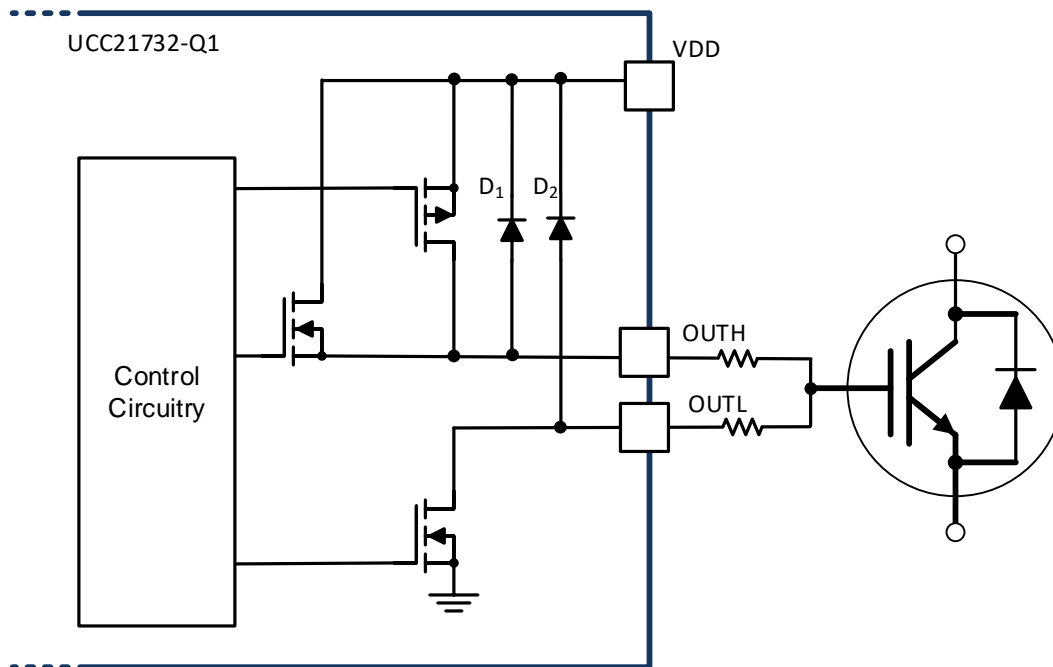 UCC21732-Q1
VDD
D1
D2
OUTH
OUTL
Control
Circuitry